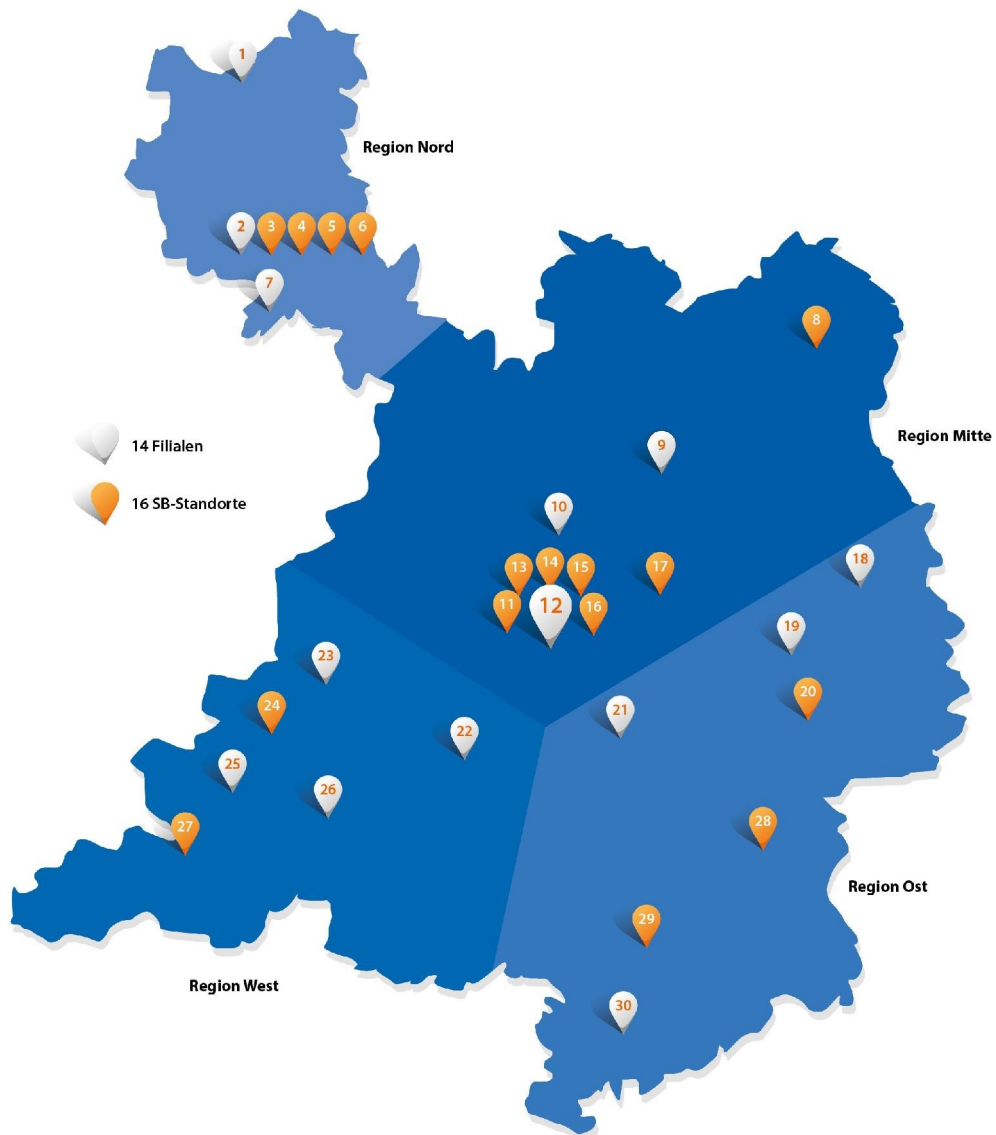 1
Region Nord
2 3 4 5 6
7
8
14 Filialen
Region Mitte
9
16 SB-Standorte
10
18
13 14 15 17
11 12 16
19
23
20
24 21
22
25
26
28
27
Region Ost
29
Region West
30